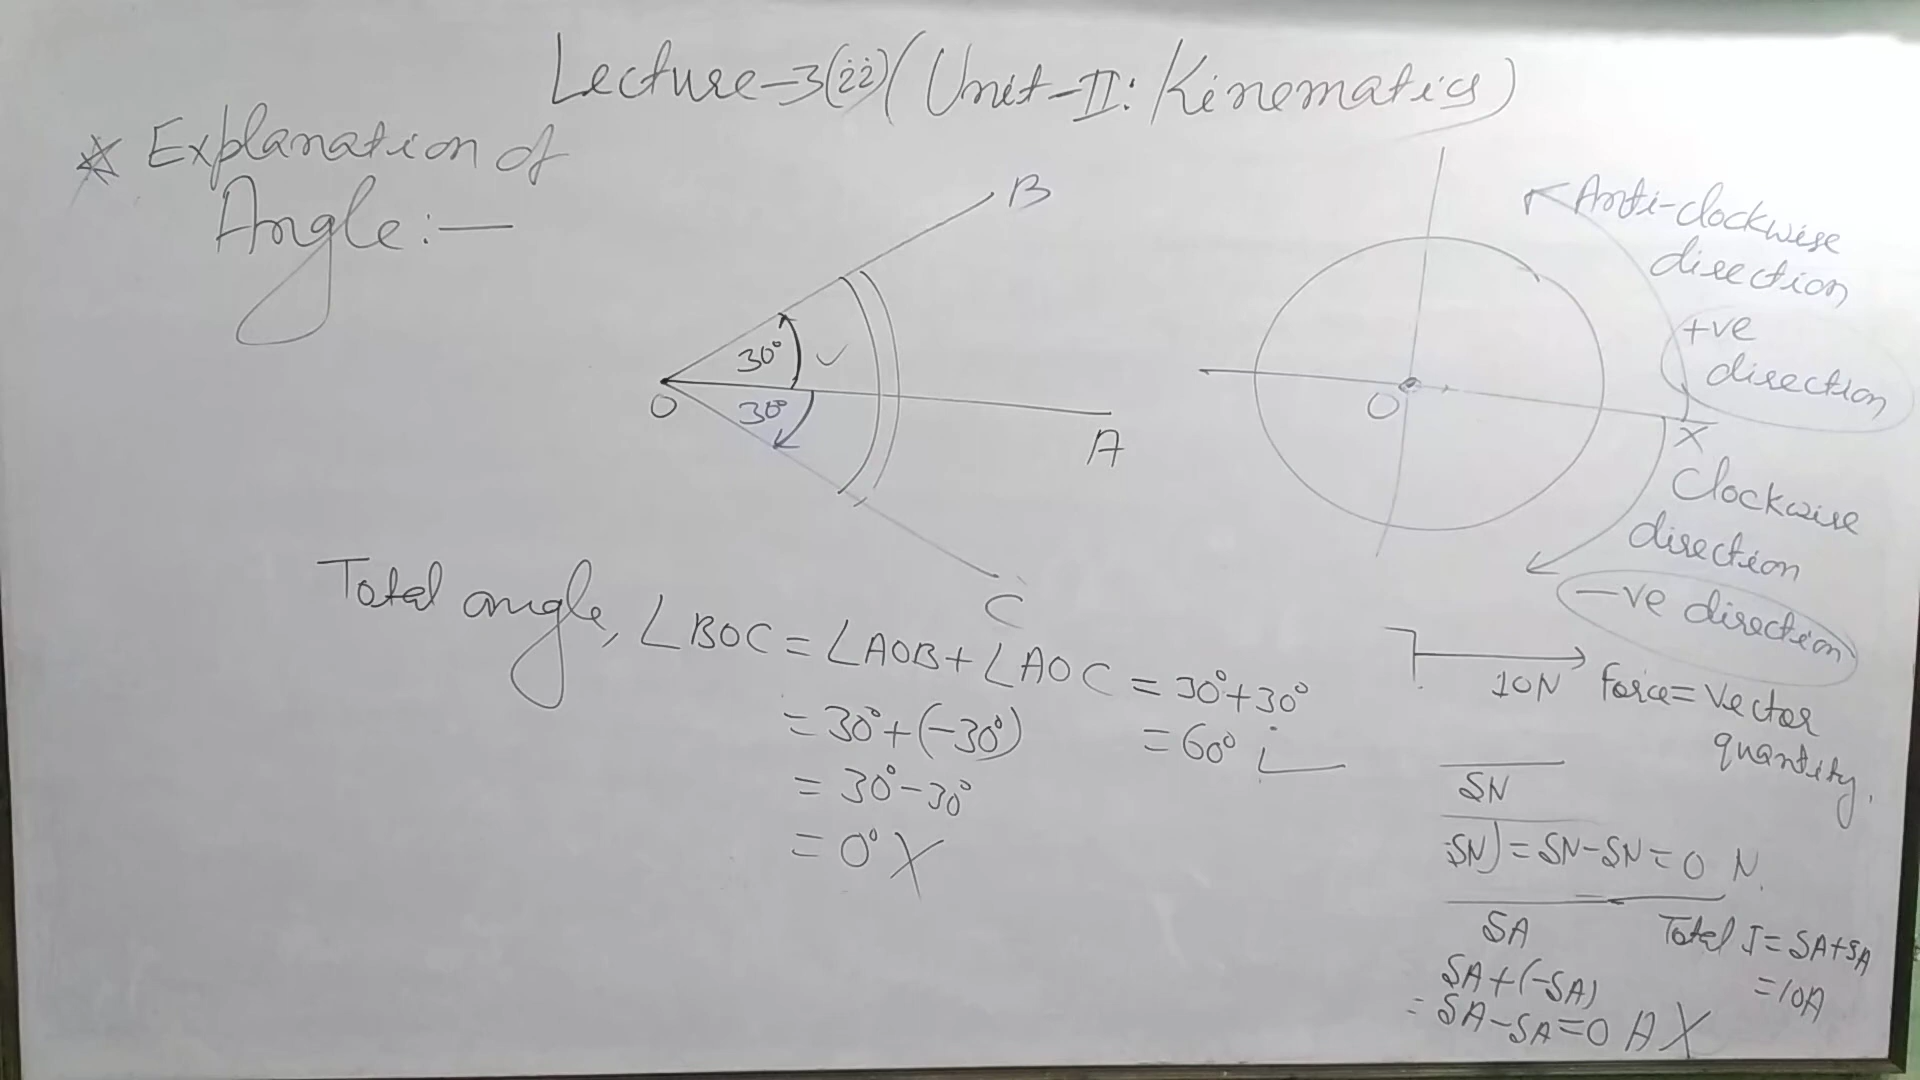 Lecture-3(ii)(Unit-II: Kinematics)
* Explanation of
Angle:—
B
30°
30°
O
A
C
Anti-clockwise
direction
+ve
direction
O
X
Clockwise
direction
-ve direction
Total angle, ∠BOC = ∠AOB + ∠AOC = 30° + 30°
= 30° + (-30°) = 60°
= 30° - 30°
= 0° X
10N Force = Vector
quantity.
5N
5N) = 5N - 5N = 0 N.
5A
Total I = 5A + 5A
= 10A
5A + (-5A)
= 5A - 5A = 0 A X